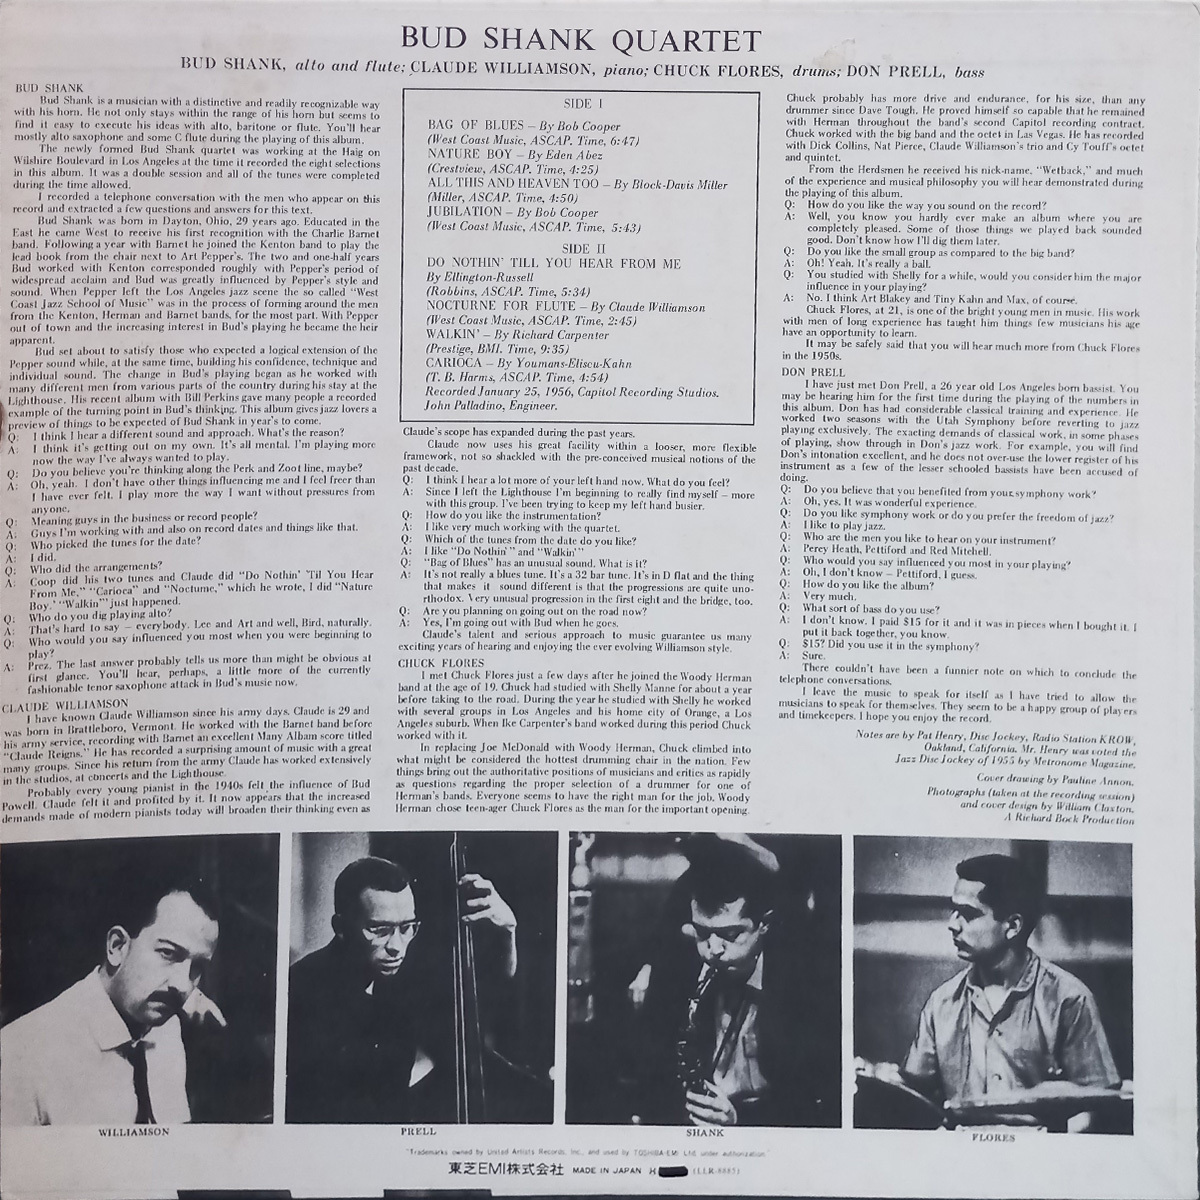 BUD SHANK QUARTET
BUD SHANK, alto and flute; CLAUDE WILLIAMSON, piano; CHUCK FLORES, drums; DON PRELL, bass
BUD SHANK
Bud Shank is a musician with a distinctive and readily recognizable way
with his horn. He not only stays within the range of his horn but seems to
find it easy to execute his ideas with alto, baritone or flute. You'll hear
mostly alto saxophone and some C flute during the playing of this album.
The newly formed Bud Shank quartet was working at the Haig on
Wilshire Boulevard in Los Angeles at the time it recorded the eight selections
in this album. It was a double session and all of the tunes were completed
during the time allowed.
I recorded a telephone conversation with the men who appear on this
record and extracted a few questions and answers for this text.
Bud Shank was born in Dayton, Ohio, 29 years ago. Educated in the
East he came West to receive his first recognition with the Charlie Barnet
band. Following a year with Barnet he joined the Kenton band to play the
lead book from the chair next to Art Pepper's. The two and one-half years
Bud worked with Kenton corresponded roughly with Pepper's period of
widespread acclaim and Bud was greatly influenced by Pepper's style and
sound. When Pepper left the Los Angeles jazz scene the so called "West
Coast Jazz School of Music" was in the process of forming around the men
from the Kenton, Herman and Barnet bands, for the most part. With Pepper
out of town and the increasing interest in Bud's playing he became the heir
apparent.
Bud set about to satisfy those who expected a logical extension of the
Pepper sound while, at the same time, building his confidence, technique and
individual sound. The change in Bud's playing began as he worked with
many different men from various parts of the country during his stay at the
Lighthouse. His recent album with Bill Perkins gave many people a recorded
example of the turning point in Bud's thinking. This album gives jazz lovers a
preview of things to be expected of Bud Shank in year's to come.
Q: I think I hear a different sound and approach. What's the reason?
A: I think it's getting out on my own. It's all mental. I'm playing more
now the way I've always wanted to play.
Q: Do you believe you're thinking along the Perk and Zoot line, maybe?
A: Oh, yeah. I don't have other things influencing me and I feel freer than
I have ever felt. I play more the way I want without pressures from
anyone.
Q: Meaning guys in the business or record people?
A: Guys I'm working with and also on record dates and things like that.
Q: Who picked the tunes for the date?
A: I did.
Q: Who did the arrangements?
A: Coop did his two tunes and Claude did "Do Nothin' 'Til You Hear
From Me," "Carioca" and "Nocturne," which he wrote, I did "Nature
Boy." "Walkin'" just happened.
Q: Who do you dig playing alto?
A: That's hard to say – everybody. Lee and Art and well, Bird, naturally.
Q: Who would you say influenced you most when you were beginning to
play?
A: Prez. The last answer probably tells us more than might be obvious at
first glance. You'll hear, perhaps, a little more of the currently
fashionable tenor saxophone attack in Bud's music now.
CLAUDE WILLIAMSON
I have known Claude Williamson since his army days. Claude is 29 and
was born in Brattleboro, Vermont. He worked with the Barnet band before
his army service, recording with Barnet an excellent Many Album score titled
"Claude Reigns." He has recorded a surprising amount of music with a great
many groups. Since his return from the army Claude has worked extensively
in the studios, at concerts and the Lighthouse.
Probably every young pianist in the 1940s felt the influence of Bud
Powell. Claude felt it and profited by it. It now appears that the increased
demands made of modern pianists today will broaden their thinking even as
SIDE I
BAG OF BLUES – By Bob Cooper
(West Coast Music, ASCAP. Time, 6:47)
NATURE BOY – By Eden Abez
(Crestview, ASCAP. Time, 4:25)
ALL THIS AND HEAVEN TOO – By Block-Davis Miller
(Miller, ASCAP. Time, 4:50)
JUBILATION – By Bob Cooper
(West Coast Music, ASCAP. Time, 5:43)
SIDE II
DO NOTHIN' TILL YOU HEAR FROM ME
By Ellington-Russell
(Robbins, ASCAP. Time, 5:34)
NOCTURNE FOR FLUTE – By Claude Williamson
(West Coast Music, ASCAP. Time, 2:45)
WALKIN' – By Richard Carpenter
(Prestige, BMI. Time, 9:35)
CARIOCA – By Youmans-Eliscu-Kahn
(T. B. Harms, ASCAP. Time, 4:54)
Recorded January 25, 1956, Capitol Recording Studios.
John Palladino, Engineer.
Claude's scope has expanded during the past years.
Claude now uses his great facility within a looser, more flexible
framework, not so shackled with the pre-conceived musical notions of the
past decade.
Q: I think I hear a lot more of your left hand now. What do you feel?
A: Since I left the Lighthouse I'm beginning to really find myself – more
with this group. I've been trying to keep my left hand busier.
Q: How do you like the instrumentation?
A: I like very much working with the quartet.
Q: Which of the tunes from the date do you like?
A: I like "Do Nothin'" and "Walkin'"
Q: "Bag of Blues" has an unusual sound. What is it?
A: It's not really a blues tune. It's a 32 bar tune. It's in D flat and the thing
that makes it sound different is that the progressions are quite uno-
rthodox. Very unusual progression in the first eight and the bridge, too.
Q: Are you planning on going out on the road now?
A: Yes, I'm going out with Bud when he goes.
Claude's talent and serious approach to music guarantee us many
exciting years of hearing and enjoying the ever evolving Williamson style.
CHUCK FLORES
I met Chuck Flores just a few days after he joined the Woody Herman
band at the age of 19. Chuck had studied with Shelly Manne for about a year
before taking to the road. During the year he studied with Shelly he worked
with several groups in Los Angeles and his home city of Orange, a Los
Angeles suburb. When Ike Carpenter's band worked during this period Chuck
worked with it.
In replacing Joe McDonald with Woody Herman, Chuck climbed into
what might be considered the hottest drumming chair in the nation. Few
things bring out the authoritative positions of musicians and critics as rapidly
as questions regarding the proper selection of a drummer for one of
Herman's bands. Everyone seems to have the right man for the job. Woody
Herman chose teen-ager Chuck Flores as the man for the important opening.
Chuck probably has more drive and endurance, for his size, than any
drummer since Dave Tough. He proved himself so capable that he remained
with Herman throughout the band's second Capitol recording contract.
Chuck worked with the big band and the octet in Las Vegas. He has recorded
with Dick Collins, Nat Pierce, Claude Williamson's trio and Cy Touff's octet
and quintet.
From the Herdsmen he received his nick-name, "Wetback," and much
of the experience and musical philosophy you will hear demonstrated during
the playing of this album.
Q: How do you like the way you sound on the record?
A: Well, you know you hardly ever make an album where you are
completely pleased. Some of those things we played back sounded
good. Don't know how I'll dig them later.
Q: Do you like the small group as compared to the big band?
A: Oh! Yeah. It's really a ball.
Q: You studied with Shelly for a while, would you consider him the major
influence in your playing?
A: No. I think Art Blakey and Tiny Kahn and Max, of course.
Chuck Flores, at 21, is one of the bright young men in music. His work
with men of long experience has taught him things few musicians his age
have an opportunity to learn.
It may be safely said that you will hear much more from Chuck Flores
in the 1950s.
DON PRELL
I have just met Don Prell, a 26 year old Los Angeles born bassist. You
may be hearing him for the first time during the playing of the numbers in
this album. Don has had considerable classical training and experience. He
worked two seasons with the Utah Symphony before reverting to jazz
playing exclusively. The exacting demands of classical work, in some phases
of playing, show through in Don's jazz work. For example, you will find
Don's intonation excellent, and he does not over-use the lower register of his
instrument as a few of the lesser schooled bassists have been accused of
doing.
Q: Do you believe that you benefited from your symphony work?
A: Oh, yes. It was wonderful experience.
Q: Do you like symphony work or do you prefer the freedom of jazz?
A: I like to play jazz.
Q: Who are the men you like to hear on your instrument?
A: Percy Heath, Pettiford and Red Mitchell.
Q: Who would you say influenced you most in your playing?
A: Oh, I don't know – Pettiford, I guess.
Q: How do you like the album?
A: Very much.
Q: What sort of bass do you use?
A: I don't know. I paid $15 for it and it was in pieces when I bought it. I
put it back together, you know.
Q: $15? Did you use it in the symphony?
A: Sure.
There couldn't have been a funnier note on which to conclude the
telephone conversations.
I leave the music to speak for itself as I have tried to allow the
musicians to speak for themselves. They seem to be a happy group of players
and timekeepers. I hope you enjoy the record.
Notes are by Pat Henry, Disc Jockey, Radio Station KROW,
Oakland, California. Mr. Henry was voted the
Jazz Disc Jockey of 1955 by Metronome Magazine.
Cover drawing by Pauline Annon.
Photographs (taken at the recording session)
and cover design by William Claxton.
A Richard Bock Production
WILLIAMSON
PRELL
SHANK
FLORES
"Trademarks owned by United Artists Records, Inc., and used by TOSHIBA-EMI Ltd. under authorization."
東芝EMI株式会社 MADE IN JAPAN (LLR-8885)